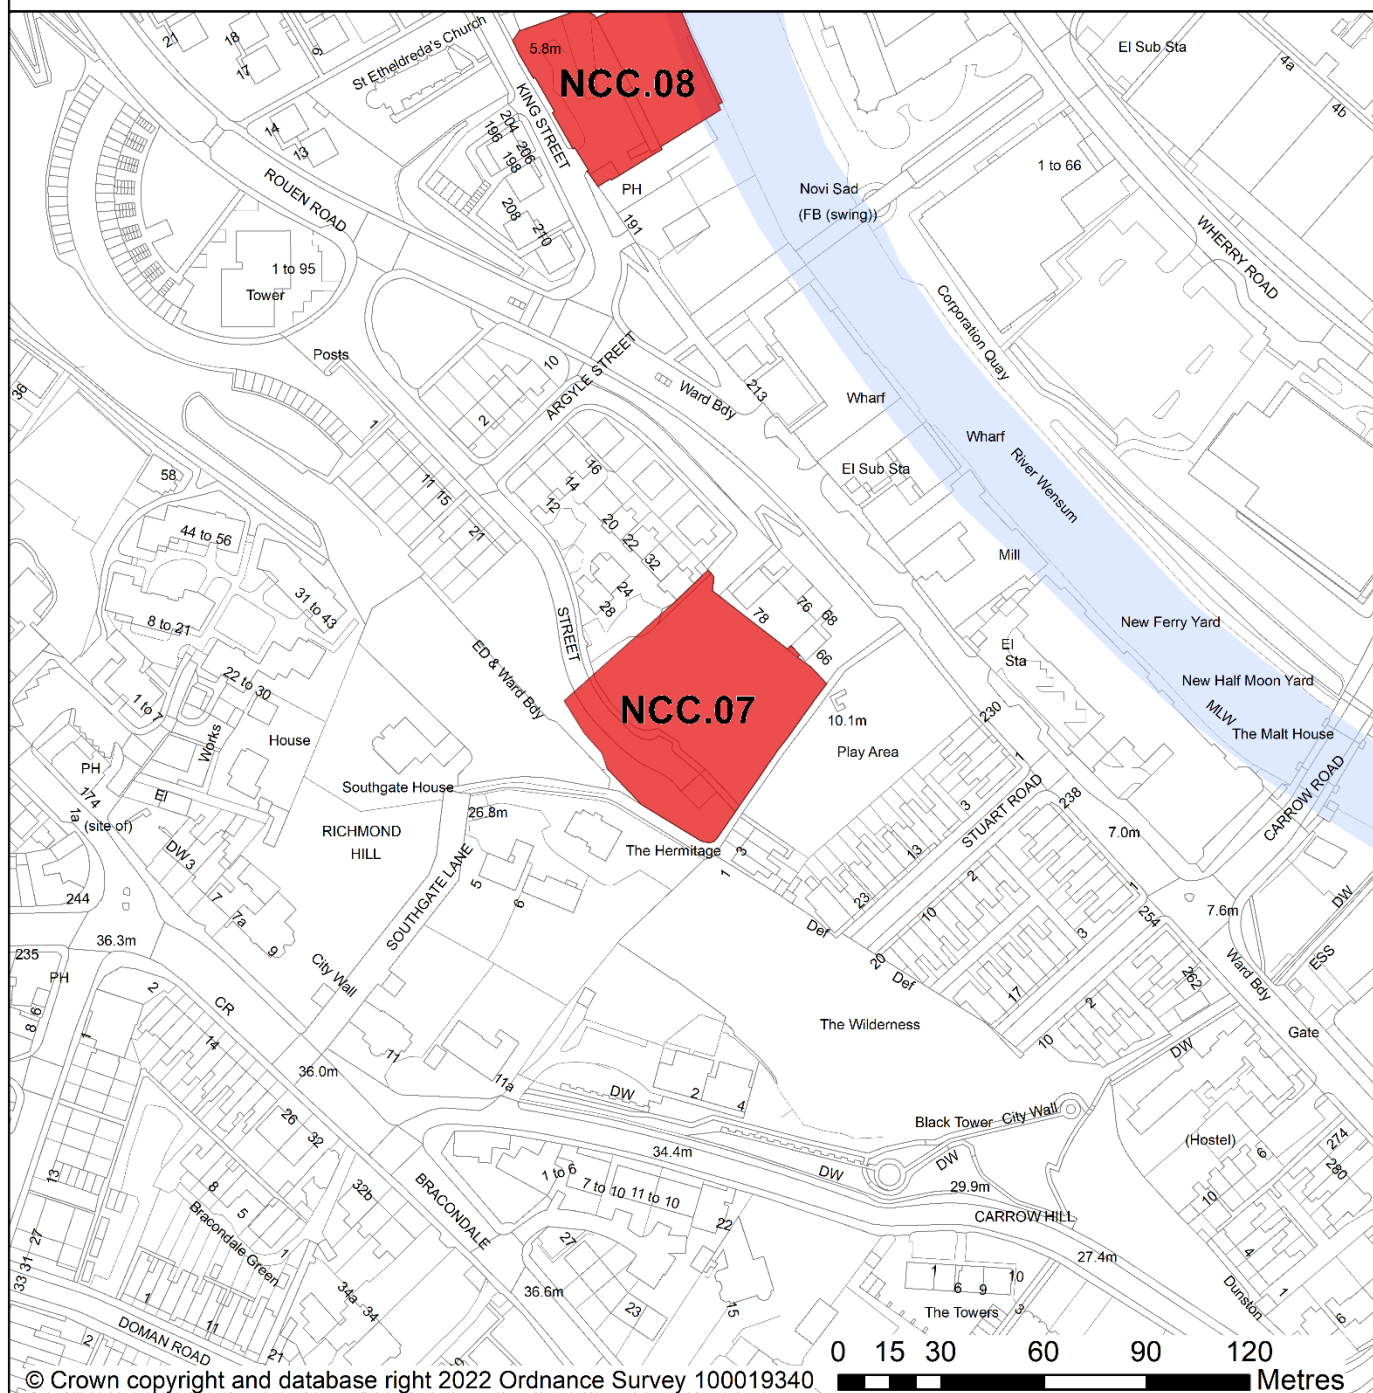 21
18
17
9
St Etheldreda's Church
5.8m
NCC.08
El Sub Sta
4a
4b
KING STREET
204
196
206
198
14
13
ROUEN ROAD
PH
208
210
191
Novi Sad
(FB (swing))
1 to 66
WHERRY ROAD
1 to 95
Tower
Corporation Quay
Posts
36
10
ARGYLE STREET
2
1
Ward Bdy
213
Wharf
Wharf
River Wensum
El Sub Sta
58
11
15
21
16
14
12
20
22
32
44 to 56
Mill
31 to 43
8 to 21
24
28
STREET
78
76
68
66
New Ferry Yard
El
Sta
ED & Ward Bdy
22 to 30
1 to 7
Works
House
NCC.07
10.1m
Play Area
230
1
New Half Moon Yard
MLW
The Malt House
CARROW ROAD
PH
174
1a
(site of)
El
Southgate House
26.8m
RICHMOND
HILL
DW
3
7
7a
9
SOUTHGATE LANE
5
6
The Hermitage
1
3
3
13
23
STUART ROAD
238
7.0m
2
10
1
254
3
7.6m
DW
ESS
244
36.3m
235
PH
City Wall
Def
20
Def
17
Ward Bdy
262
2
10
The Wilderness
Gate
8
6
1
2
CR
14
36.0m
11
11a
DW
2
4
DW
Black Tower
City Wall
(Hostel)
26
32
34.4m
DW
DW
29.9m
CARROW HILL
27.4m
6
274
280
10
13
27
33
31
8
5
Bracondale Green
1
32b
BRACONDALE
1 to 6
7 to 10
11 to 10
22
27
36.6m
23
15
34a
34
1
6
9
10
The Towers
3
4
1
6
Dunston
1
11
DOMAN ROAD
2
21
0 15 30 60 90 120
Metres
© Crown copyright and database right 2022 Ordnance Survey 100019340